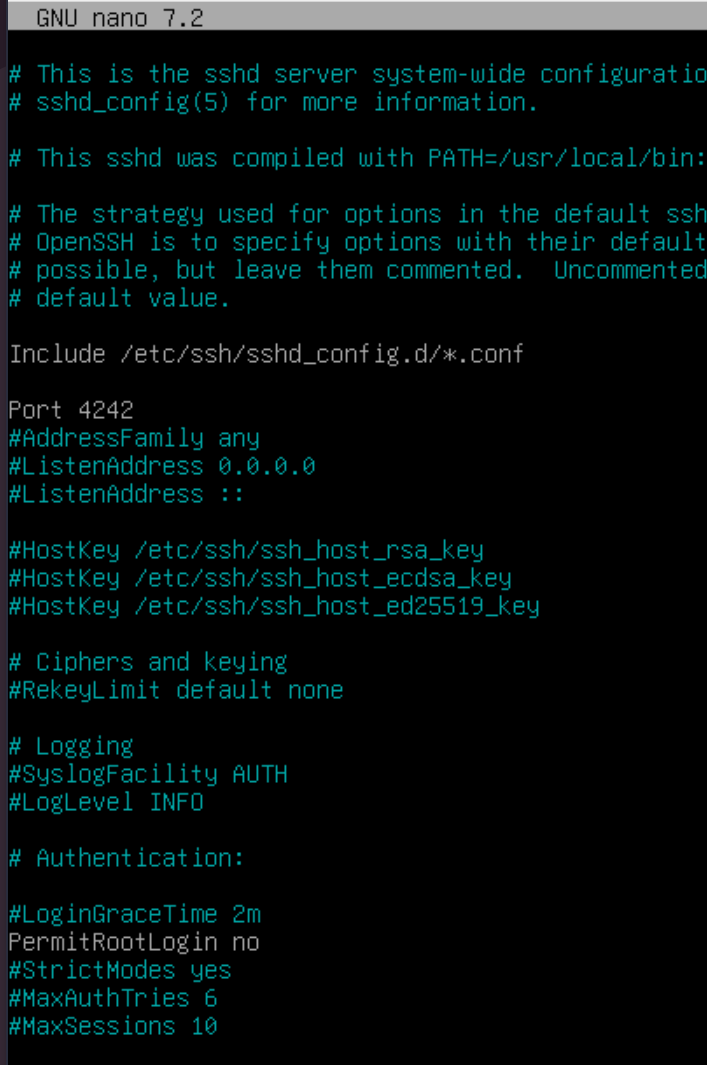 GNU nano 7.2
# This is the sshd server system-wide configuratio
# sshd_config(5) for more information.
# This sshd was compiled with PATH=/usr/local/bin:
# The strategy used for options in the default ssh
# OpenSSH is to specify options with their default
# possible, but leave them commented.  Uncommented
# default value.
Include /etc/ssh/sshd_config.d/*.conf
Port 4242
#AddressFamily any
#ListenAddress 0.0.0.0
#ListenAddress ::
#HostKey /etc/ssh/ssh_host_rsa_key
#HostKey /etc/ssh/ssh_host_ecdsa_key
#HostKey /etc/ssh/ssh_host_ed25519_key
# Ciphers and keying
#RekeyLimit default none
# Logging
#SyslogFacility AUTH
#LogLevel INFO
# Authentication:
#LoginGraceTime 2m
PermitRootLogin no
#StrictModes yes
#MaxAuthTries 6
#MaxSessions 10